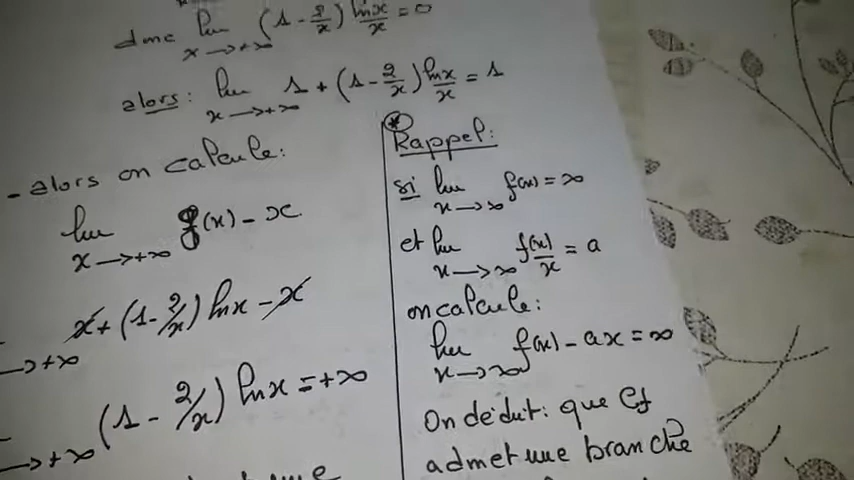 donc lim (1 - 2/x) lnx/x = 0
x → +∞
alors: lim 1 + (1 - 2/x) lnx/x = 1
x → +∞
- alors on calcule:
lim f(x) - x
x → +∞
x + (1 - 2/x) lnx - x
→ +∞
(1 - 2/x) lnx = +∞
→ +∞
* Rappel:
si lim f(x) = ∞
x → ∞
et lim f(x)/x = a
x → ∞
on calcule:
lim f(x) - ax = ∞
x → ∞
On déduit: que Cf
admet une branche